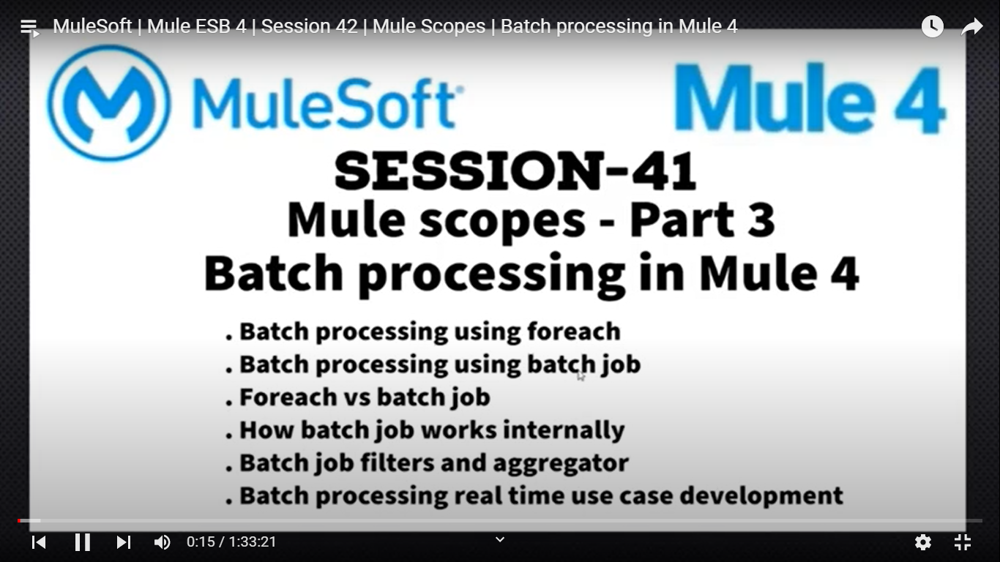 MuleSoft | Mule ESB 4 | Session 42 | Mule Scopes | Batch processing in Mule 4
MuleSoft
Mule 4
SESSION-41
Mule scopes - Part 3
Batch processing in Mule 4
. Batch processing using foreach
. Batch processing using batch job
. Foreach vs batch job
. How batch job works internally
. Batch job filters and aggregator
. Batch processing real time use case development
0:15 / 1:33:21